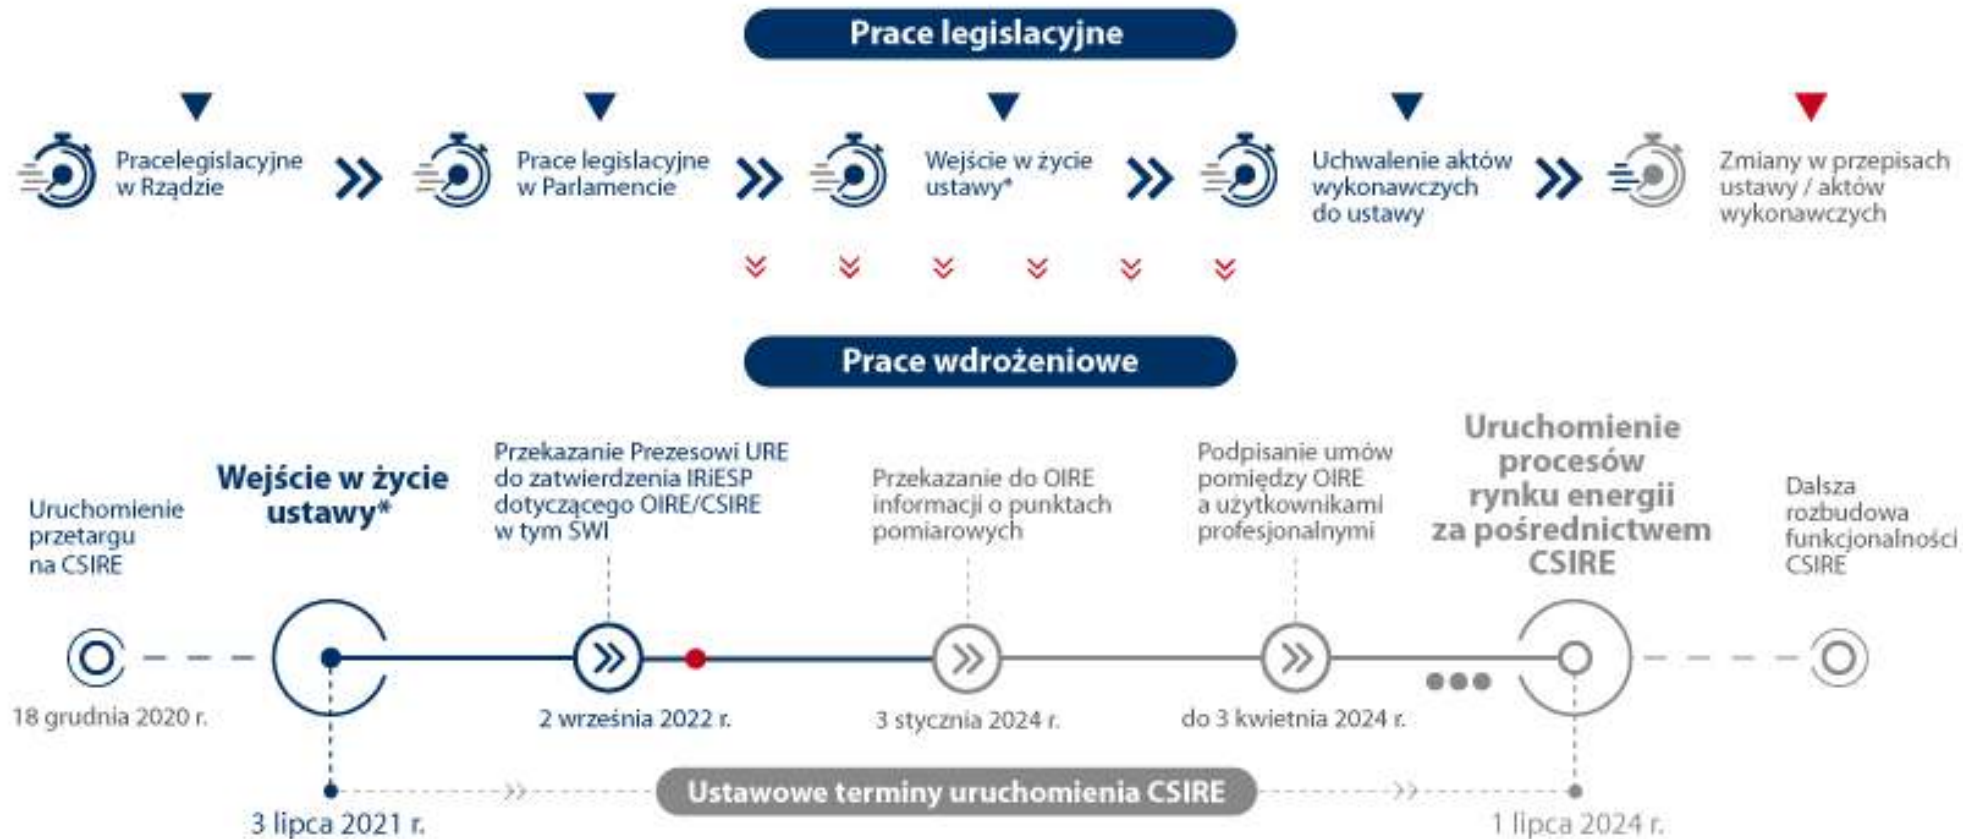 Prace legislacyjne
Pracelegislacyjne
w Rządzie
Prace legislacyjne
w Parlamencie
Wejście w życie
ustawy*
Uchwalenie aktów
wykonawczych
do ustawy
Zmiany w przepisach
ustawy / aktów
wykonawczych
Prace wdrożeniowe
Uruchomienie
przetargu
na CSIRE
18 grudnia 2020 r.
Wejście w życie
ustawy*
3 lipca 2021 r.
Przekazanie Prezesowi URE
do zatwierdzenia IRiESP
dotyczącego OIRE/CSIRE
w tym SWI
2 września 2022 r.
Przekazanie do OIRE
informacji o punktach
pomiarowych
3 stycznia 2024 r.
Podpisanie umów
pomiędzy OIRE
a użytkownikami
profesjonalnymi
do 3 kwietnia 2024 r.
Uruchomienie
procesów
rynku energii
za pośrednictwem
CSIRE
1 lipca 2024 r.
Dalsza
rozbudowa
funkcjonalności
CSIRE
Ustawowe terminy uruchomienia CSIRE